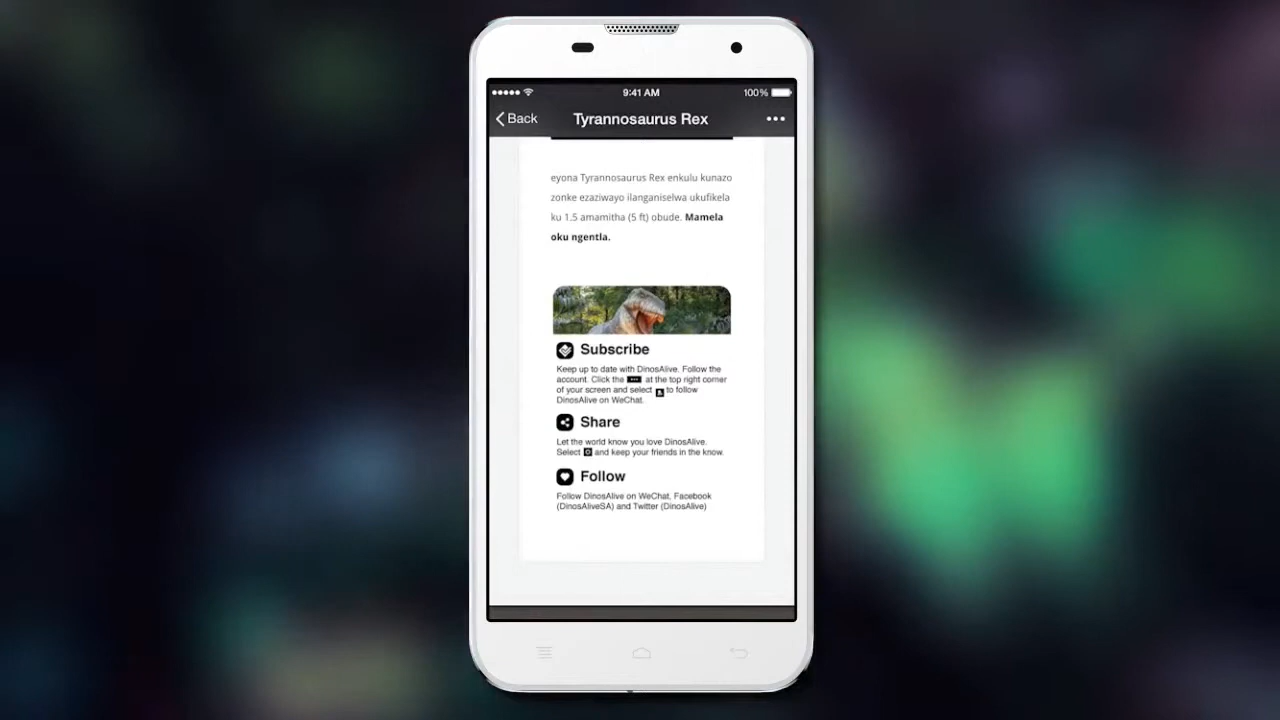 9:41 AM
100%
Back
Tyrannosaurus Rex
eyona Tyrannosaurus Rex enkulu kunazo
zonke ezaziwayo ilanganiselwa ukufikela
ku 1.5 amamitha (5 ft) obude. Mamela
oku ngentla.
Subscribe
Keep up to date with DinosAlive. Follow the
account. Click the at the top right corner
of your screen and select to follow
DinosAlive on WeChat.
Share
Let the world know you love DinosAlive.
Select and keep your friends in the know.
Follow
Follow DinosAlive on WeChat, Facebook
(DinosAliveSA) and Twitter (DinosAlive)